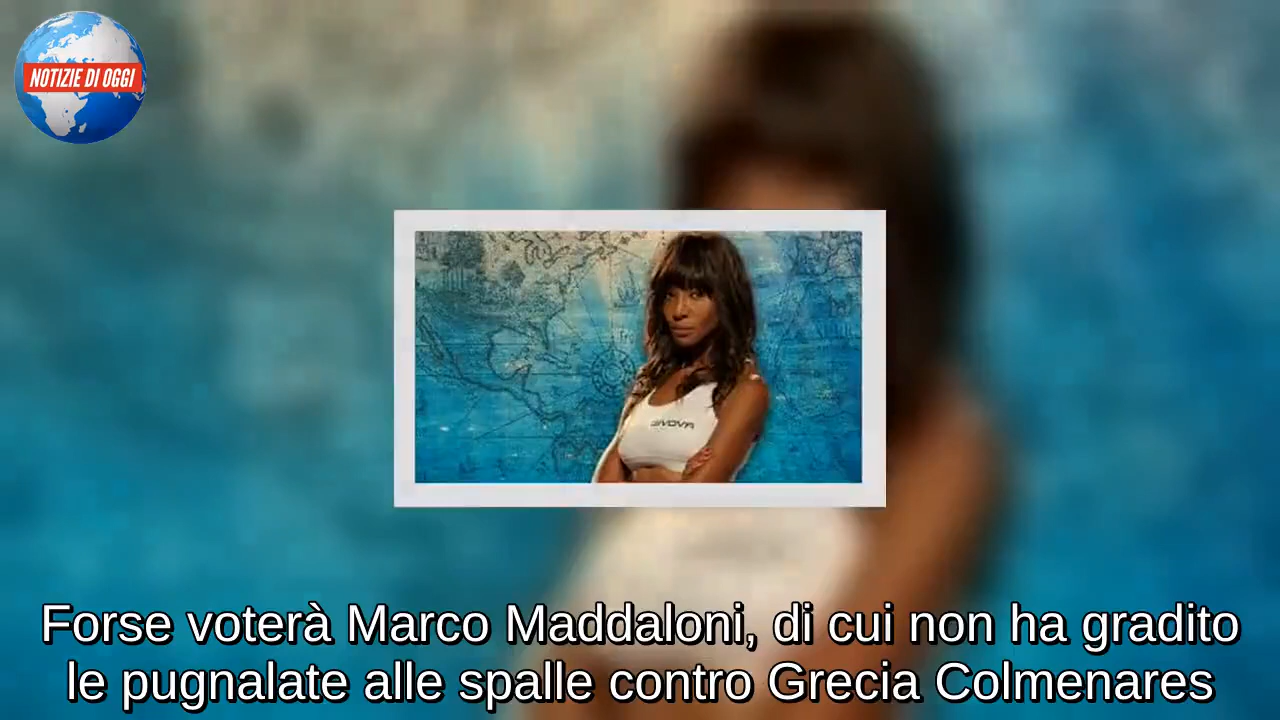 NOTIZIE DI OGGI
GIVOVA
Forse voterà Marco Maddaloni, di cui non ha gradito
le pugnalate alle spalle contro Grecia Colmenares